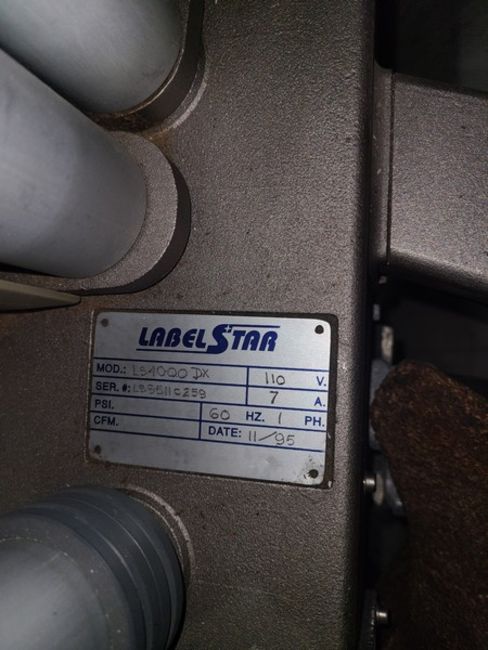 LABELSTAR
MOD.: LS1000 DX 110 V.
SER. #: LS9511C259 7 A.
PSI. 60 HZ. 1 PH.
CFM. DATE: 11/95